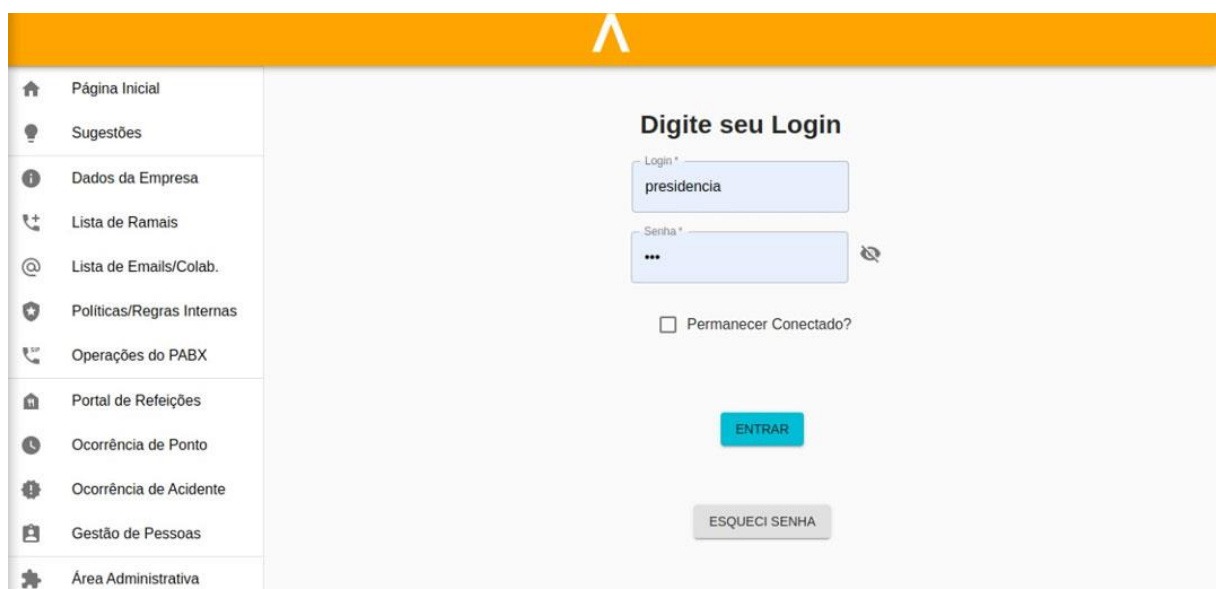 Página Inicial
Sugestões
Dados da Empresa
Lista de Ramais
Lista de Emails/Colab.
Políticas/Regras Internas
Operações do PABX
Portal de Refeições
Ocorrência de Ponto
Ocorrência de Acidente
Gestão de Pessoas
Área Administrativa
Digite seu Login
Login *
presidencia
Senha *
•••
Permanecer Conectado?
ENTRAR
ESQUECI SENHA